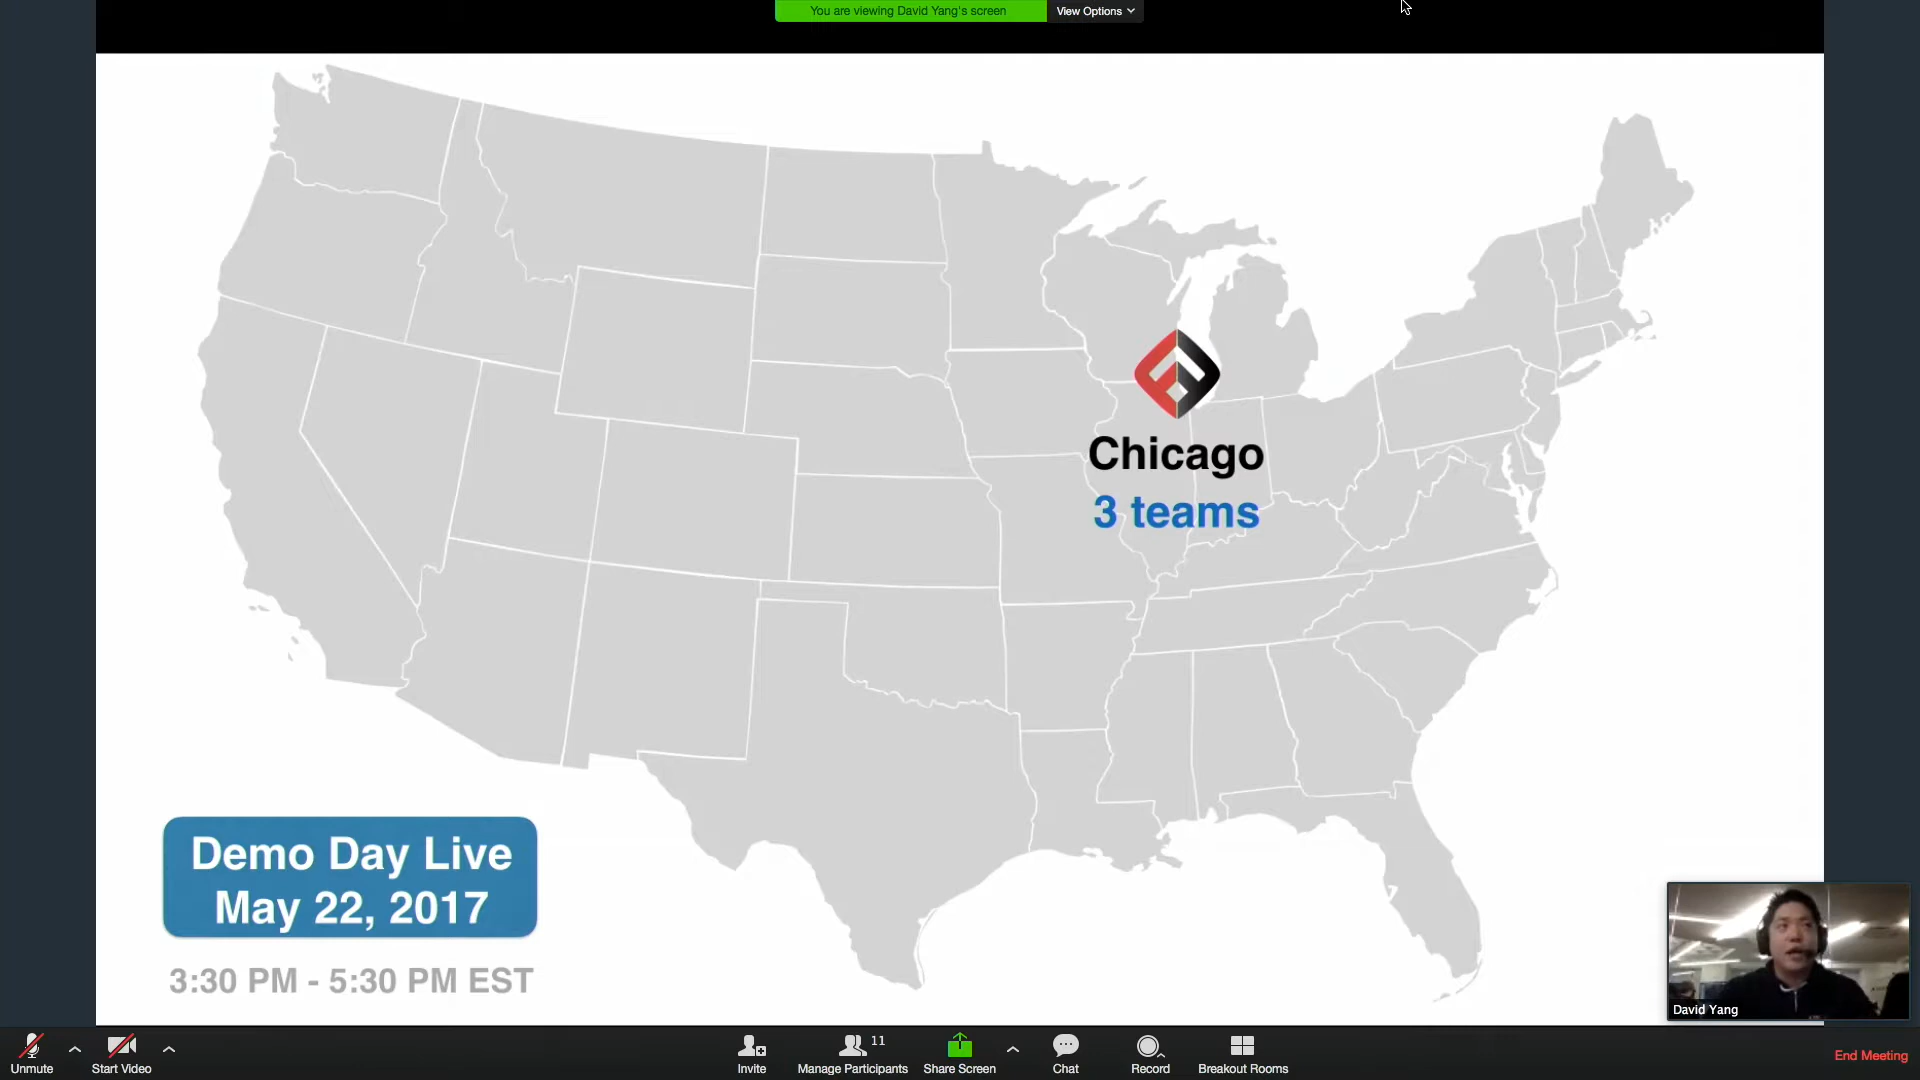 You are viewing David Yang's screen
View Options
Chicago
3 teams
Demo Day Live
May 22, 2017
3:30 PM - 5:30 PM EST
David Yang
Unmute
Start Video
Invite
11
Manage Participants
Share Screen
Chat
Record
Breakout Rooms
End Meeting